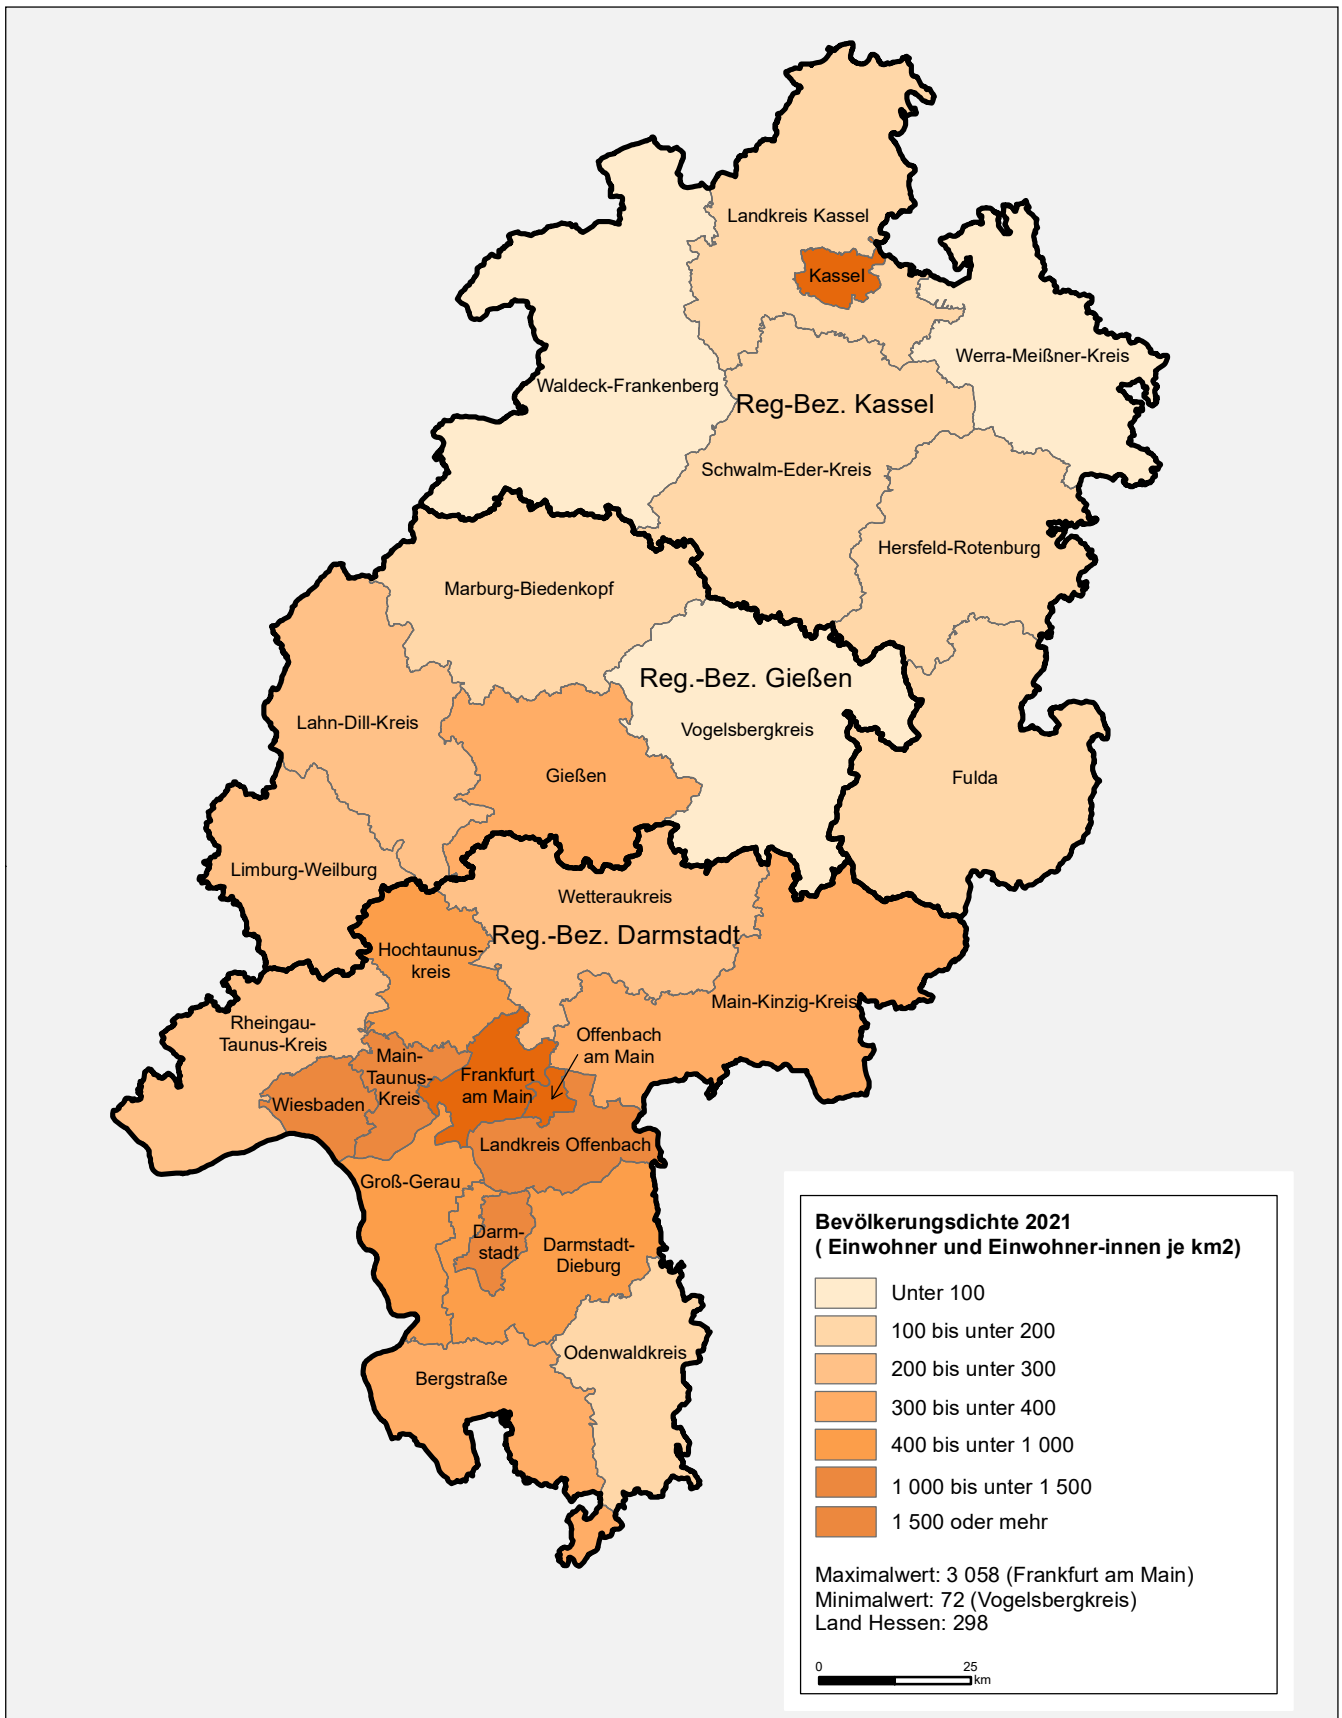 Landkreis Kassel
Kassel
Werra-Meißner-Kreis
Waldeck-Frankenberg
Reg-Bez. Kassel
Schwalm-Eder-Kreis
Hersfeld-Rotenburg
Marburg-Biedenkopf
Reg.-Bez. Gießen
Lahn-Dill-Kreis
Vogelsbergkreis
Gießen
Fulda
Limburg-Weilburg
Wetteraukreis
Reg.-Bez. Darmstadt
Hochtaunus-
kreis
Main-Kinzig-Kreis
Rheingau-
Taunus-Kreis
Offenbach
am Main
Main-
Taunus-
Kreis
Frankfurt
am Main
Wiesbaden
Landkreis Offenbach
Groß-Gerau
Darm-
stadt
Darmstadt-
Dieburg
Odenwaldkreis
Bergstraße
Bevölkerungsdichte 2021
( Einwohner und Einwohner-innen je km2)
Unter 100
100 bis unter 200
200 bis unter 300
300 bis unter 400
400 bis unter 1 000
1 000 bis unter 1 500
1 500 oder mehr
Maximalwert: 3 058 (Frankfurt am Main)
Minimalwert: 72 (Vogelsbergkreis)
Land Hessen: 298
0 25
km